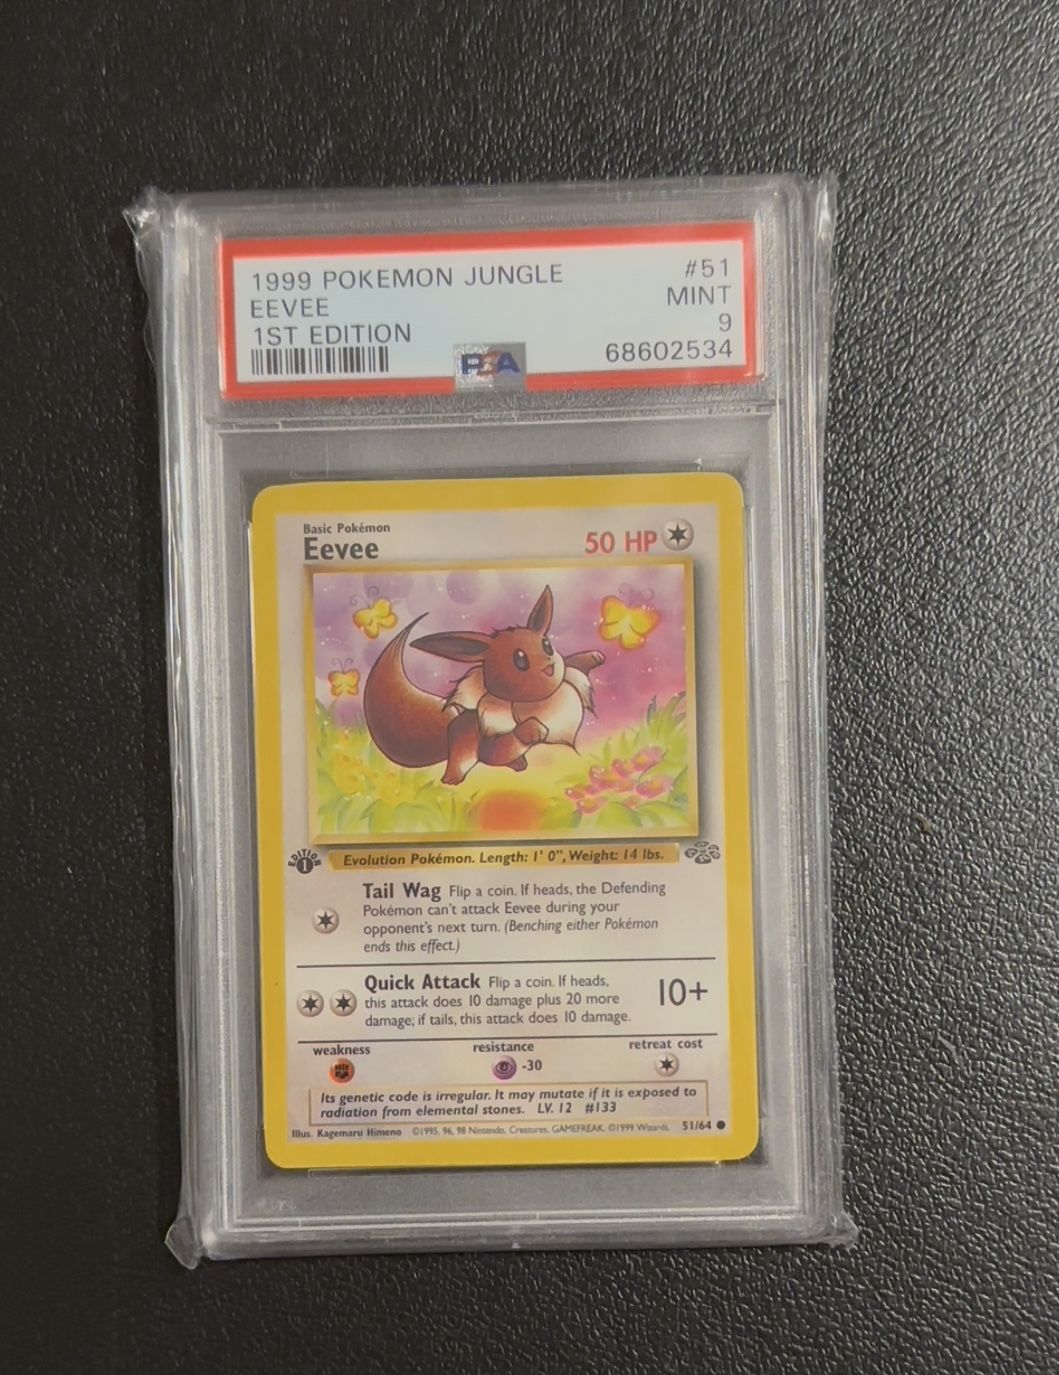 1999 POKEMON JUNGLE #51
EEVEE MINT
1ST EDITION 9
68602534
PSA
Basic Pokémon
Eevee 50 HP
EDITION 1
Evolution Pokémon. Length: 1' 0", Weight: 14 lbs.
Tail Wag Flip a coin. If heads, the Defending
Pokémon can't attack Eevee during your
opponent's next turn. (Benching either Pokémon
ends this effect.)
Quick Attack Flip a coin. If heads,
this attack does 10 damage plus 20 more
damage; if tails, this attack does 10 damage.
10+
weakness resistance retreat cost
-30
Its genetic code is irregular. It may mutate if it is exposed to
radiation from elemental stones. LV. 12 #133
Illus. Kagemaru Himeno ©1995, 96, 98 Nintendo, Creatures, GAMEFREAK. ©1999 Wizards. 51/64